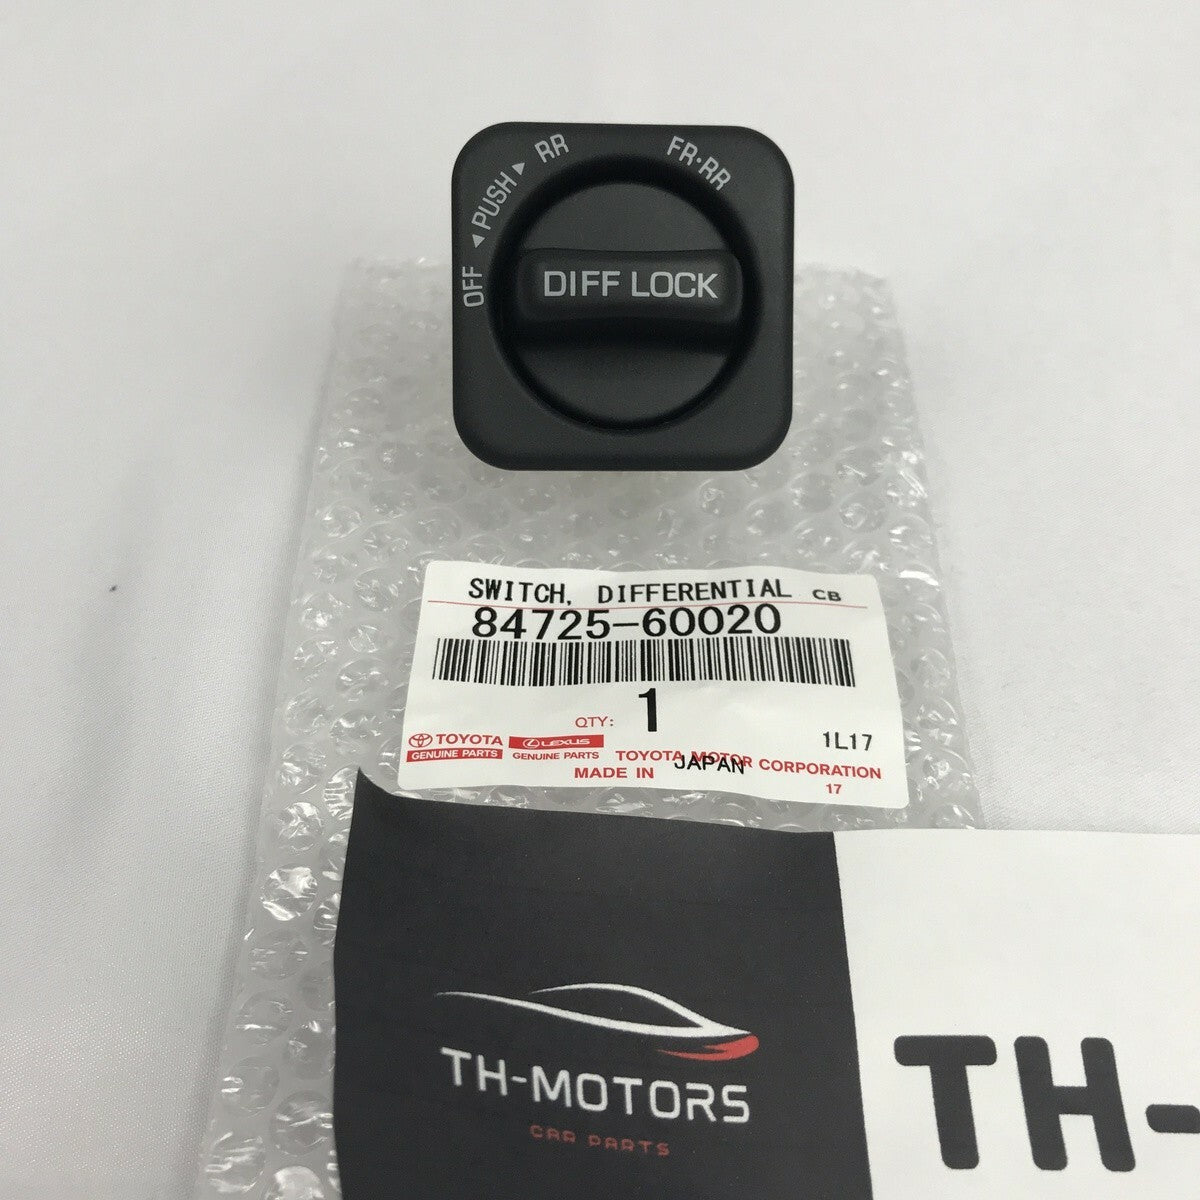 OFF ◀PUSH▶ RR FR·RR
DIFF LOCK
SWITCH, DIFFERENTIAL CB
84725-60020
QTY: 1
1L17
TOYOTA
GENUINE PARTS
LEXUS
GENUINE PARTS
TOYOTA MOTOR CORPORATION
MADE IN JAPAN
17
TH-MOTORS
CAR PARTS
TH-